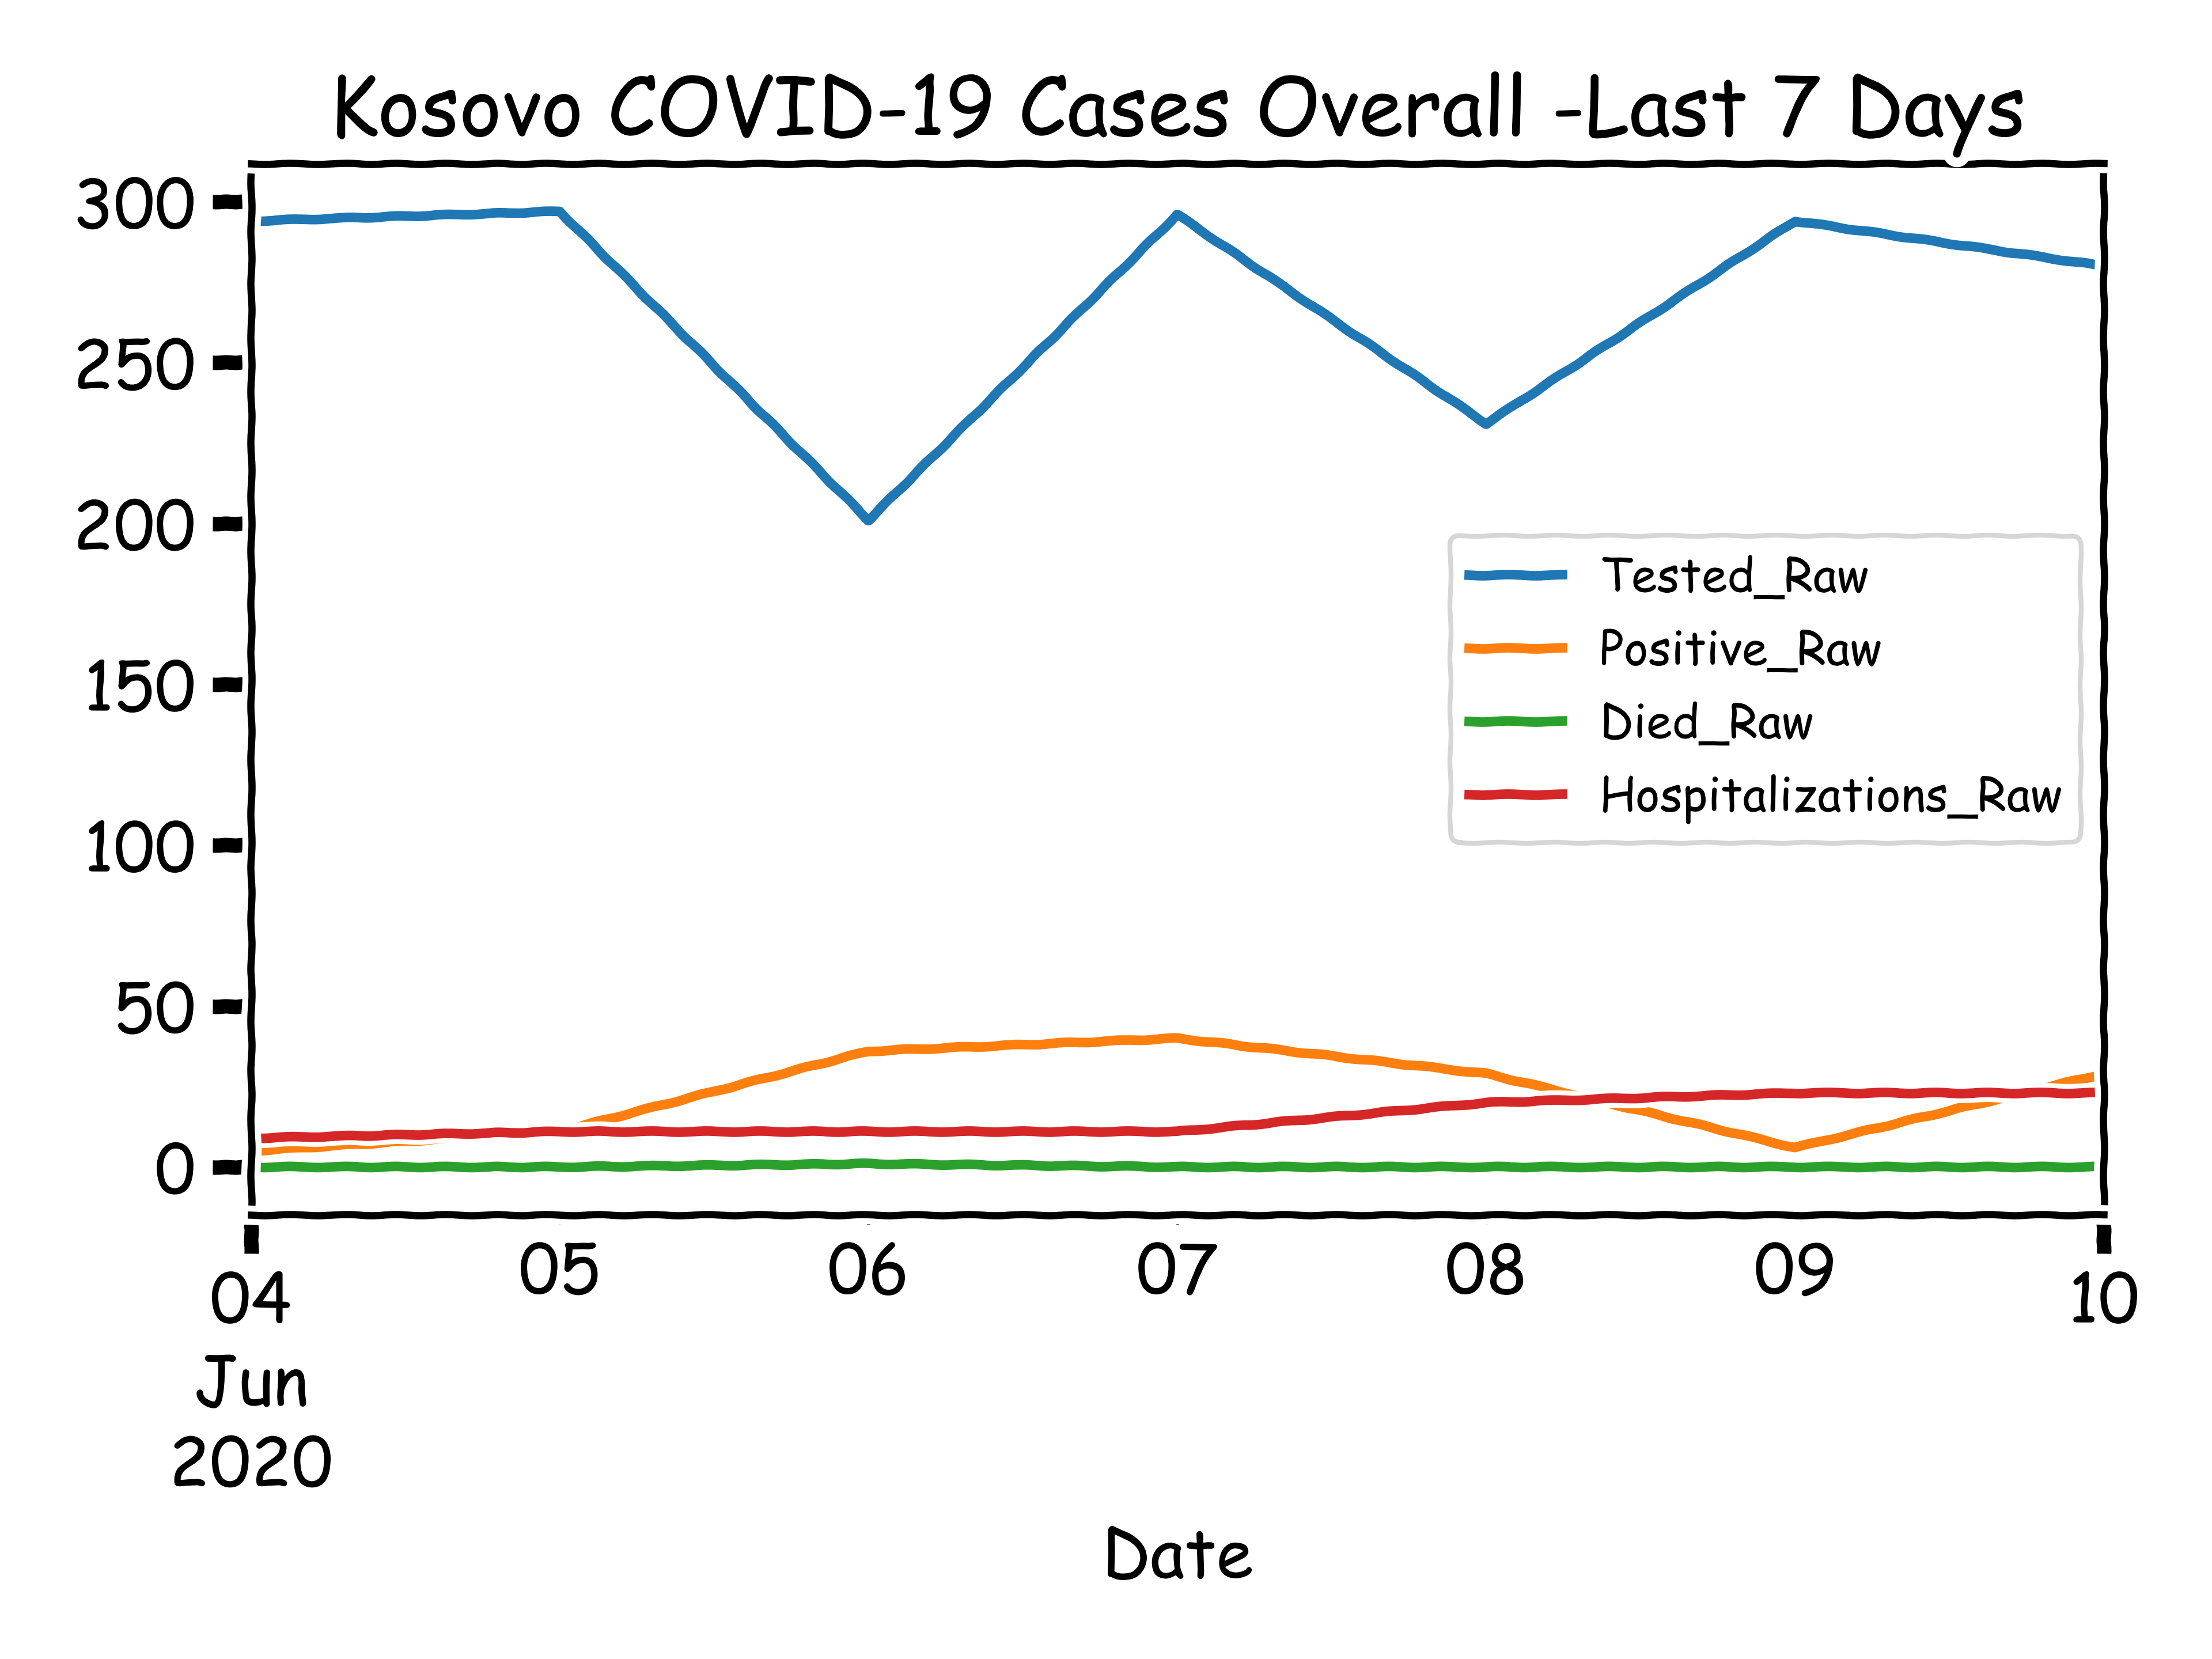 Kosovo COVID-19 Cases Overall -Last 7 Days
300
250
200
150
100
50
0
Tested_Raw
Positive_Raw
Died_Raw
Hospitalizations_Raw
04 05 06 07 08 09 10
Jun
2020
Date